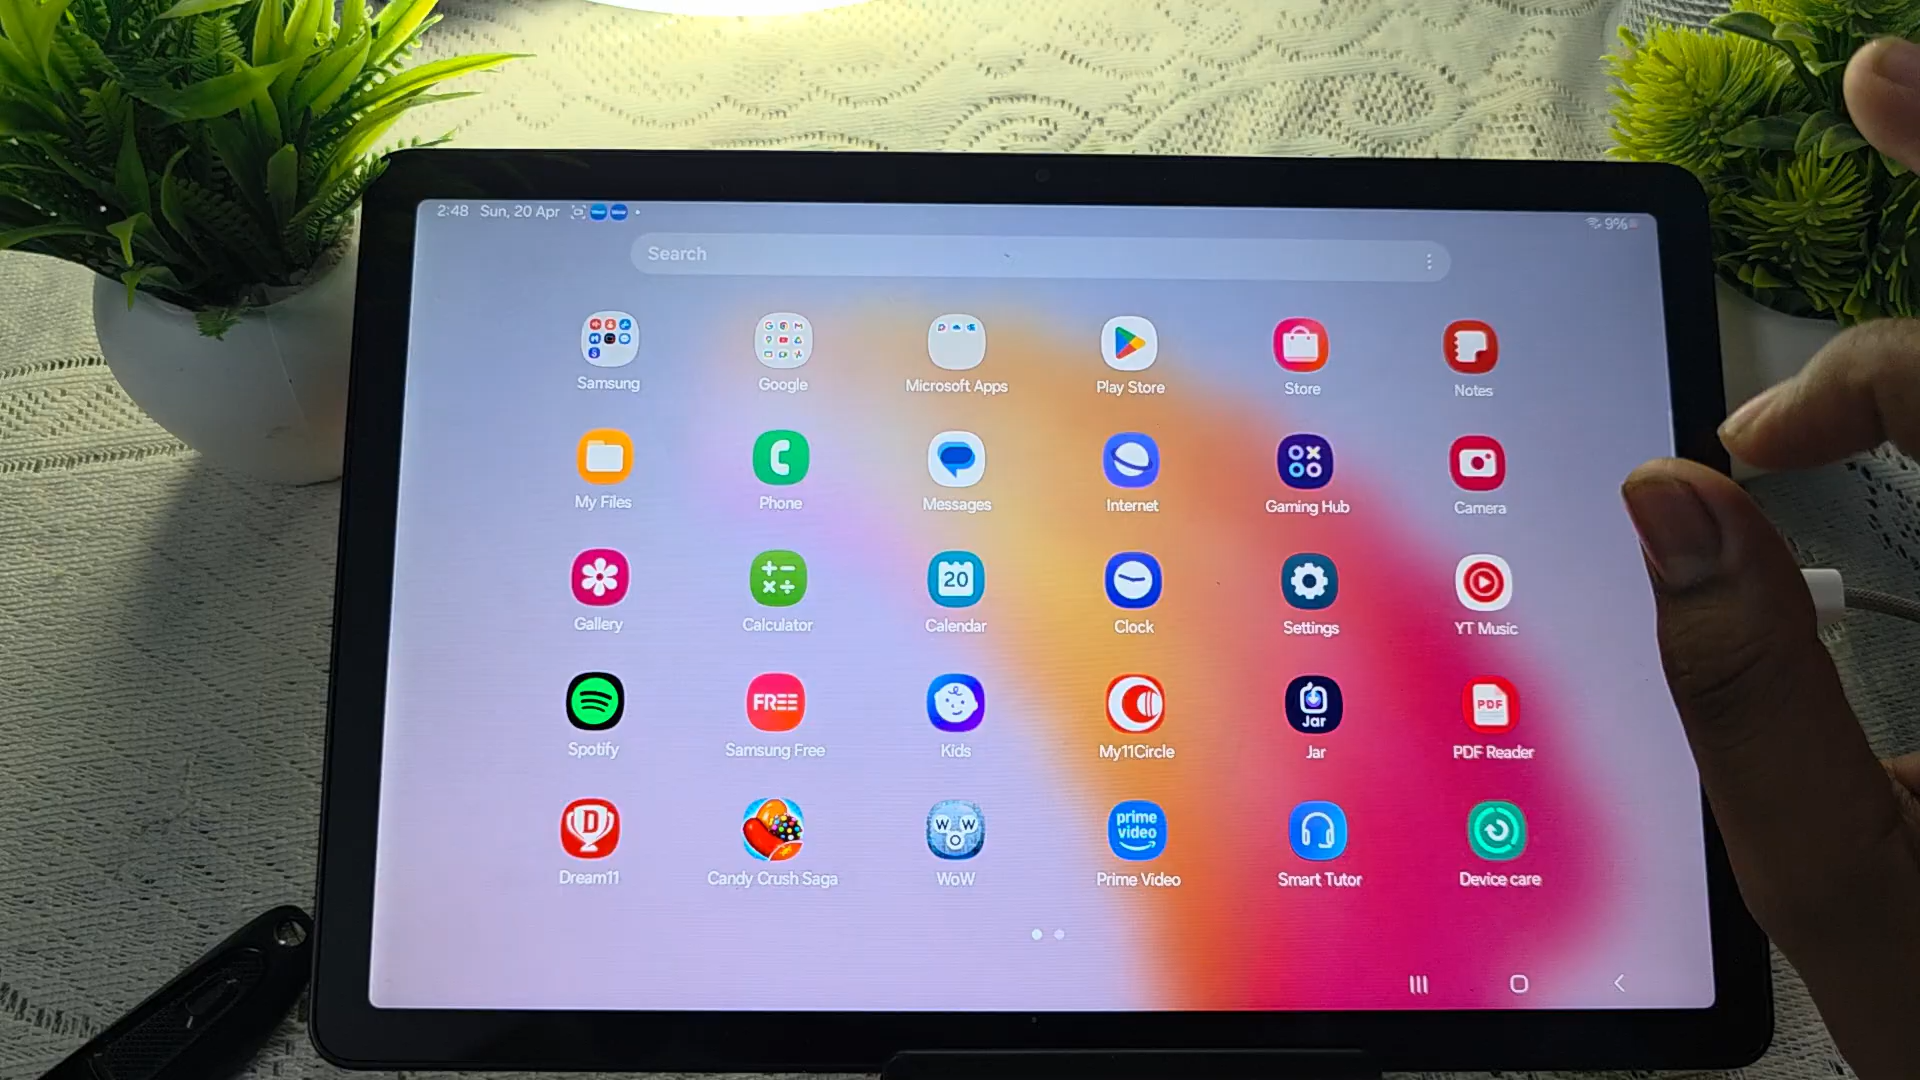 2:48 Sun, 20 Apr
9%
Search
Samsung Google Microsoft Apps Play Store Store Notes
My Files Phone Messages Internet Gaming Hub Camera
20
Gallery Calculator Calendar Clock Settings YT Music
FREE Jar PDF
Spotify Samsung Free Kids My11Circle Jar PDF Reader
D W W O prime video
Dream11 Candy Crush Saga WoW Prime Video Smart Tutor Device care